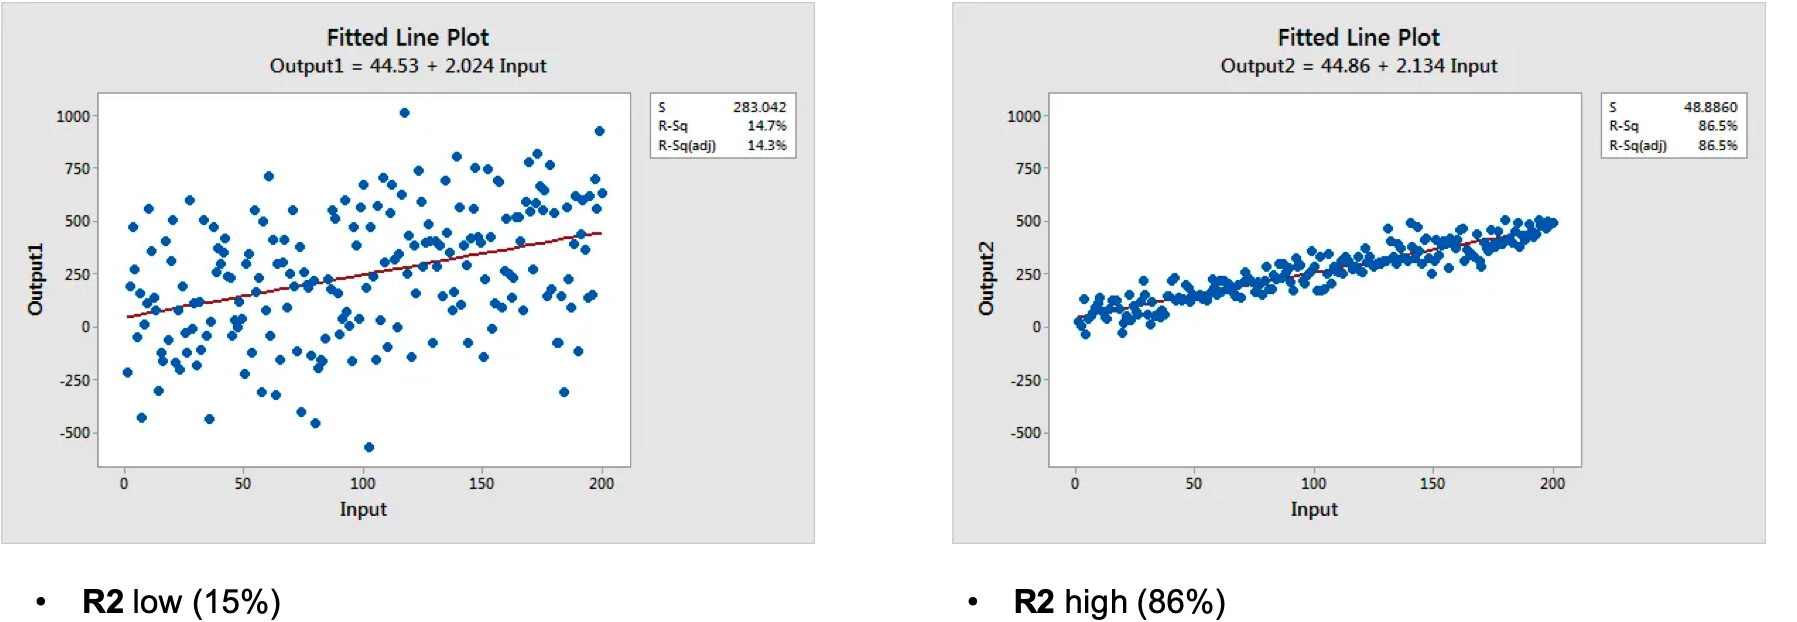 Fitted Line Plot
Output1 = 44.53 + 2.024 Input
S 283.042
R-Sq 14.7%
R-Sq(adj) 14.3%
1000
750
500
250
0
-250
-500
Output1
0 50 100 150 200
Input
• R2 low (15%)
Fitted Line Plot
Output2 = 44.86 + 2.134 Input
S 48.8860
R-Sq 86.5%
R-Sq(adj) 86.5%
1000
750
500
250
0
-250
-500
Output2
0 50 100 150 200
Input
• R2 high (86%)